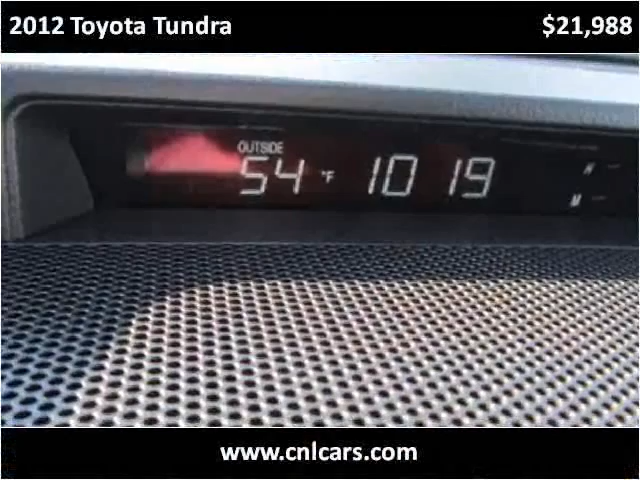 2012 Toyota Tundra $21,988
OUTSIDE
54 °F 10 19
H
M
www.cnlcars.com